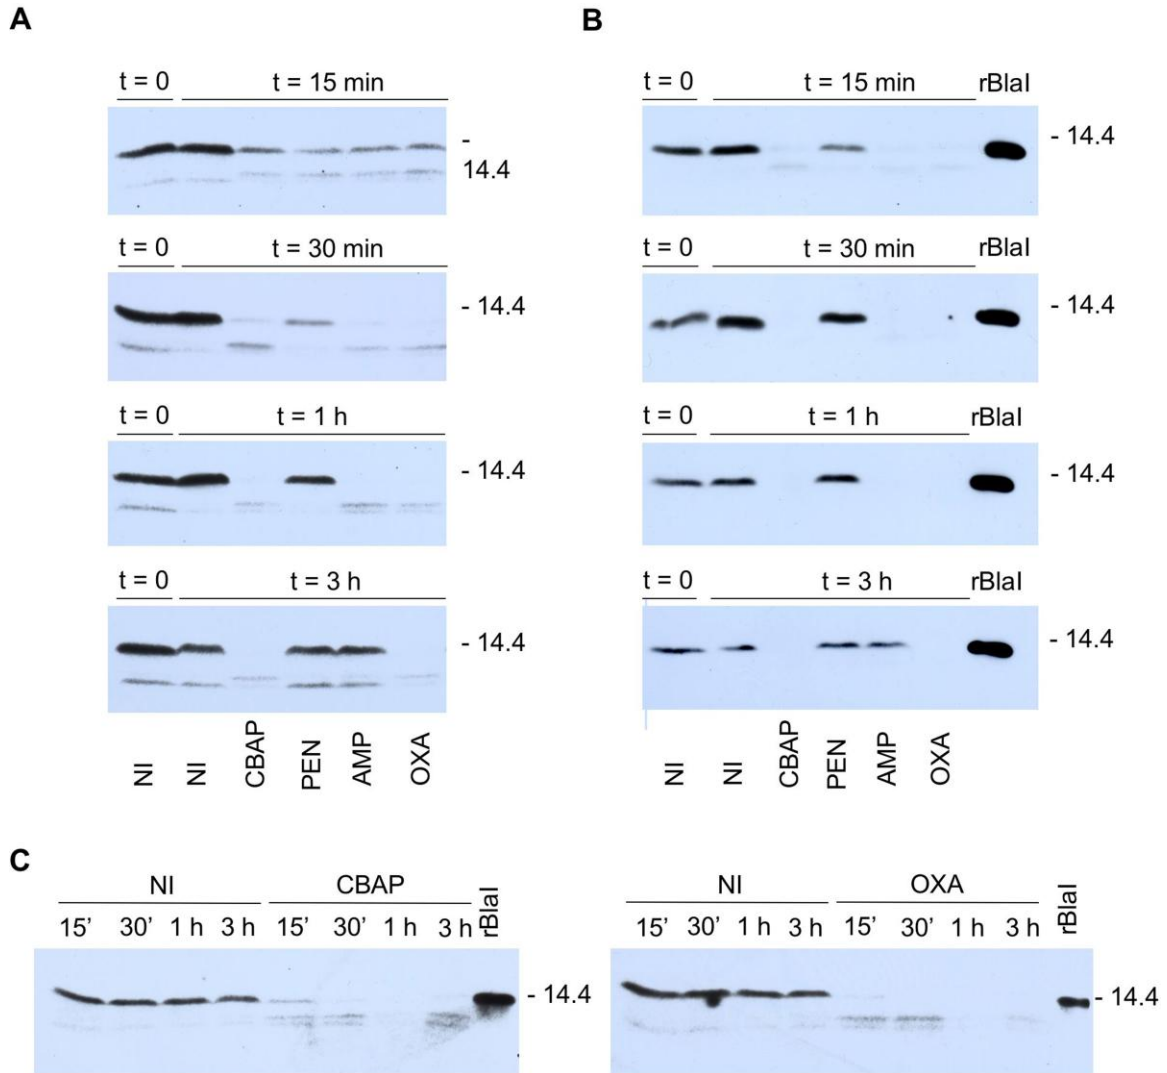 A
t = 0 t = 15 min
-
14.4
t = 0 t = 30 min
- 14.4
t = 0 t = 1 h
- 14.4
t = 0 t = 3 h
- 14.4
NI NI CBAP PEN AMP OXA
B
t = 0 t = 15 min rBlaI
- 14.4
t = 0 t = 30 min rBlaI
- 14.4
t = 0 t = 1 h rBlaI
- 14.4
t = 0 t = 3 h rBlaI
- 14.4
NI NI CBAP PEN AMP OXA
C
NI CBAP rBlaI
15’ 30’ 1 h 3 h 15’ 30’ 1 h 3 h
- 14.4
NI OXA rBlaI
15’ 30’ 1 h 3 h 15’ 30’ 1 h 3 h
- 14.4